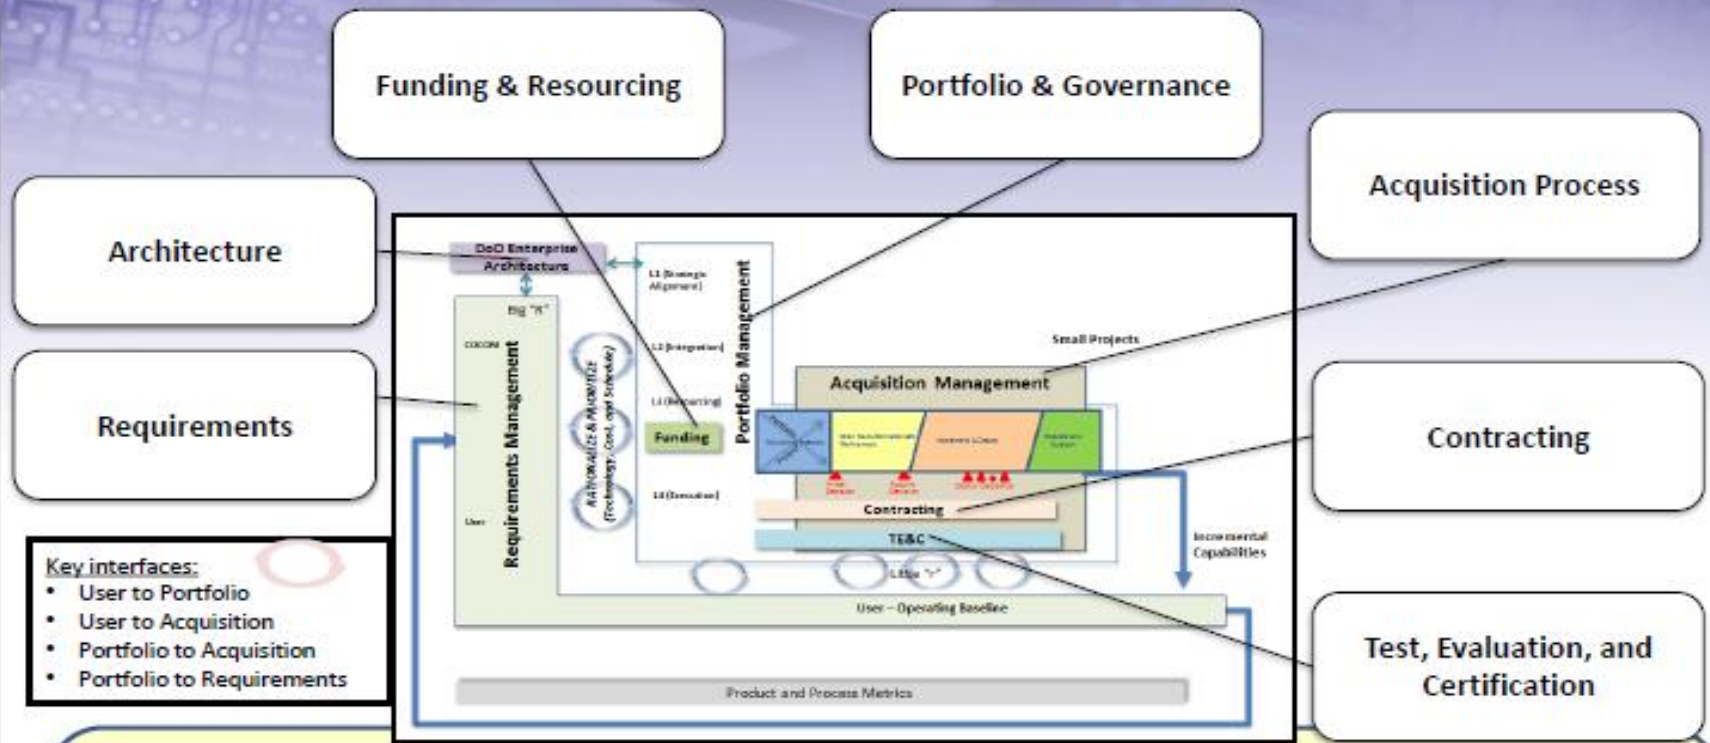 Funding & Resourcing
Portfolio & Governance
Acquisition Process
Architecture
Requirements
Contracting
Test, Evaluation, and
Certification
Key interfaces:
• User to Portfolio
• User to Acquisition
• Portfolio to Acquisition
• Portfolio to Requirements
DoD Enterprise
Architecture
Big "R"
COCOM
User
Requirements Management
RATIONALIZE & PRIORITIZE
(Technology, Cost, and Schedule)
L1 (Strategic
Alignment)
L2 (Integration)
L3 (Resourcing)
Funding
L4 (Execution)
Portfolio Management
Small Projects
Acquisition Management
Contracting
TE&C
Little "r"
Incremental
Capabilities
User – Operating Baseline
Product and Process Metrics